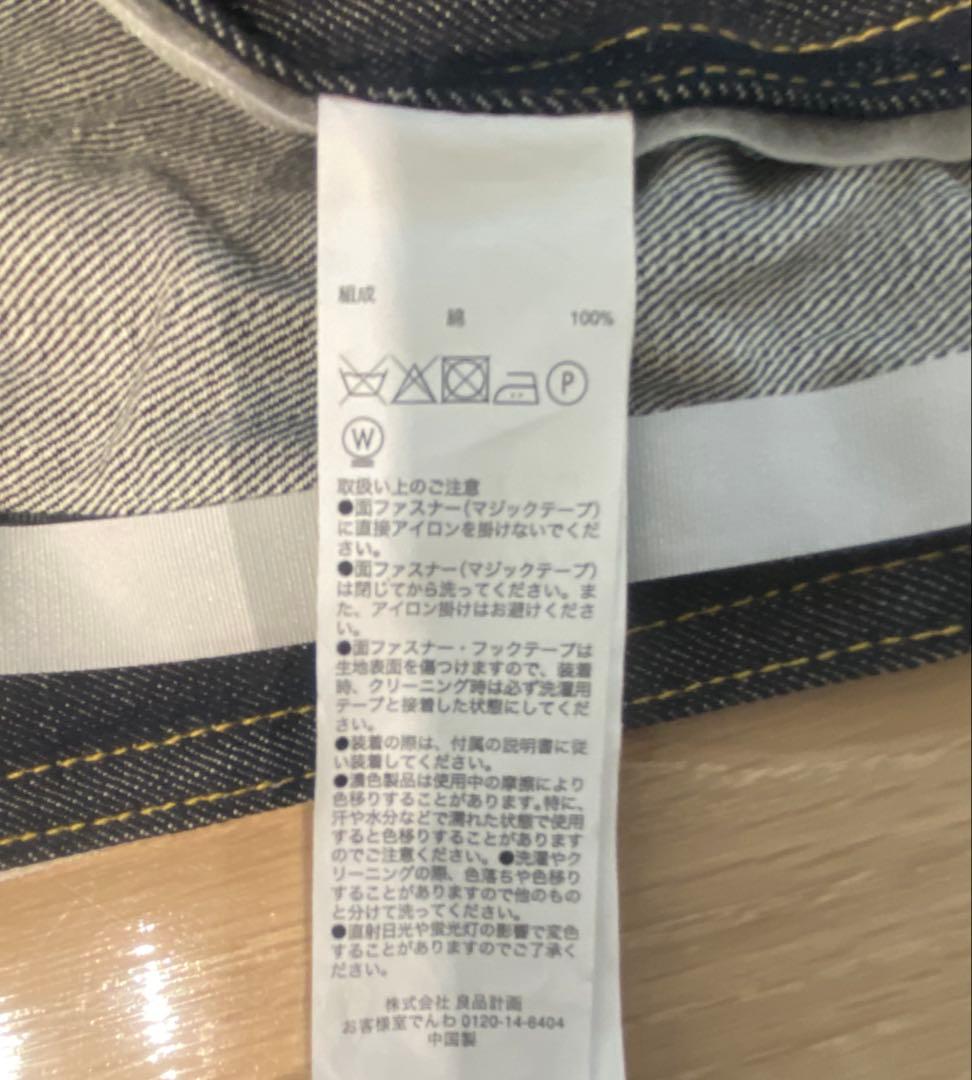 組成
綿 100%
P
W
取扱い上のご注意
●面ファスナー(マジックテープ)
に直接アイロンを掛けないでくだ
さい。
●面ファスナー(マジックテープ)
は閉じてから洗ってください。ま
た、アイロン掛けはお避けくださ
い。
●面ファスナー・フックテープは
生地表面を傷つけますので、装着
時、クリーニング時は必ず洗濯用
テープと接着した状態にしてくだ
さい。
●装着の際は、付属の説明書に従
い装着してください。
●濃色製品は使用中の摩擦により
色移りすることがあります。特に、
汗や水分などで濡れた状態で使用
すると色移りすることがあります
のでご注意ください。●洗濯やク
リーニングの際、色落ちや色移り
することがありますので他のもの
と分けて洗ってください。
●直射日光や蛍光灯の影響で変色
することがありますのでご了承く
ださい。
株式会社 良品計画
お客様室でんわ 0120-14-6404
中国製